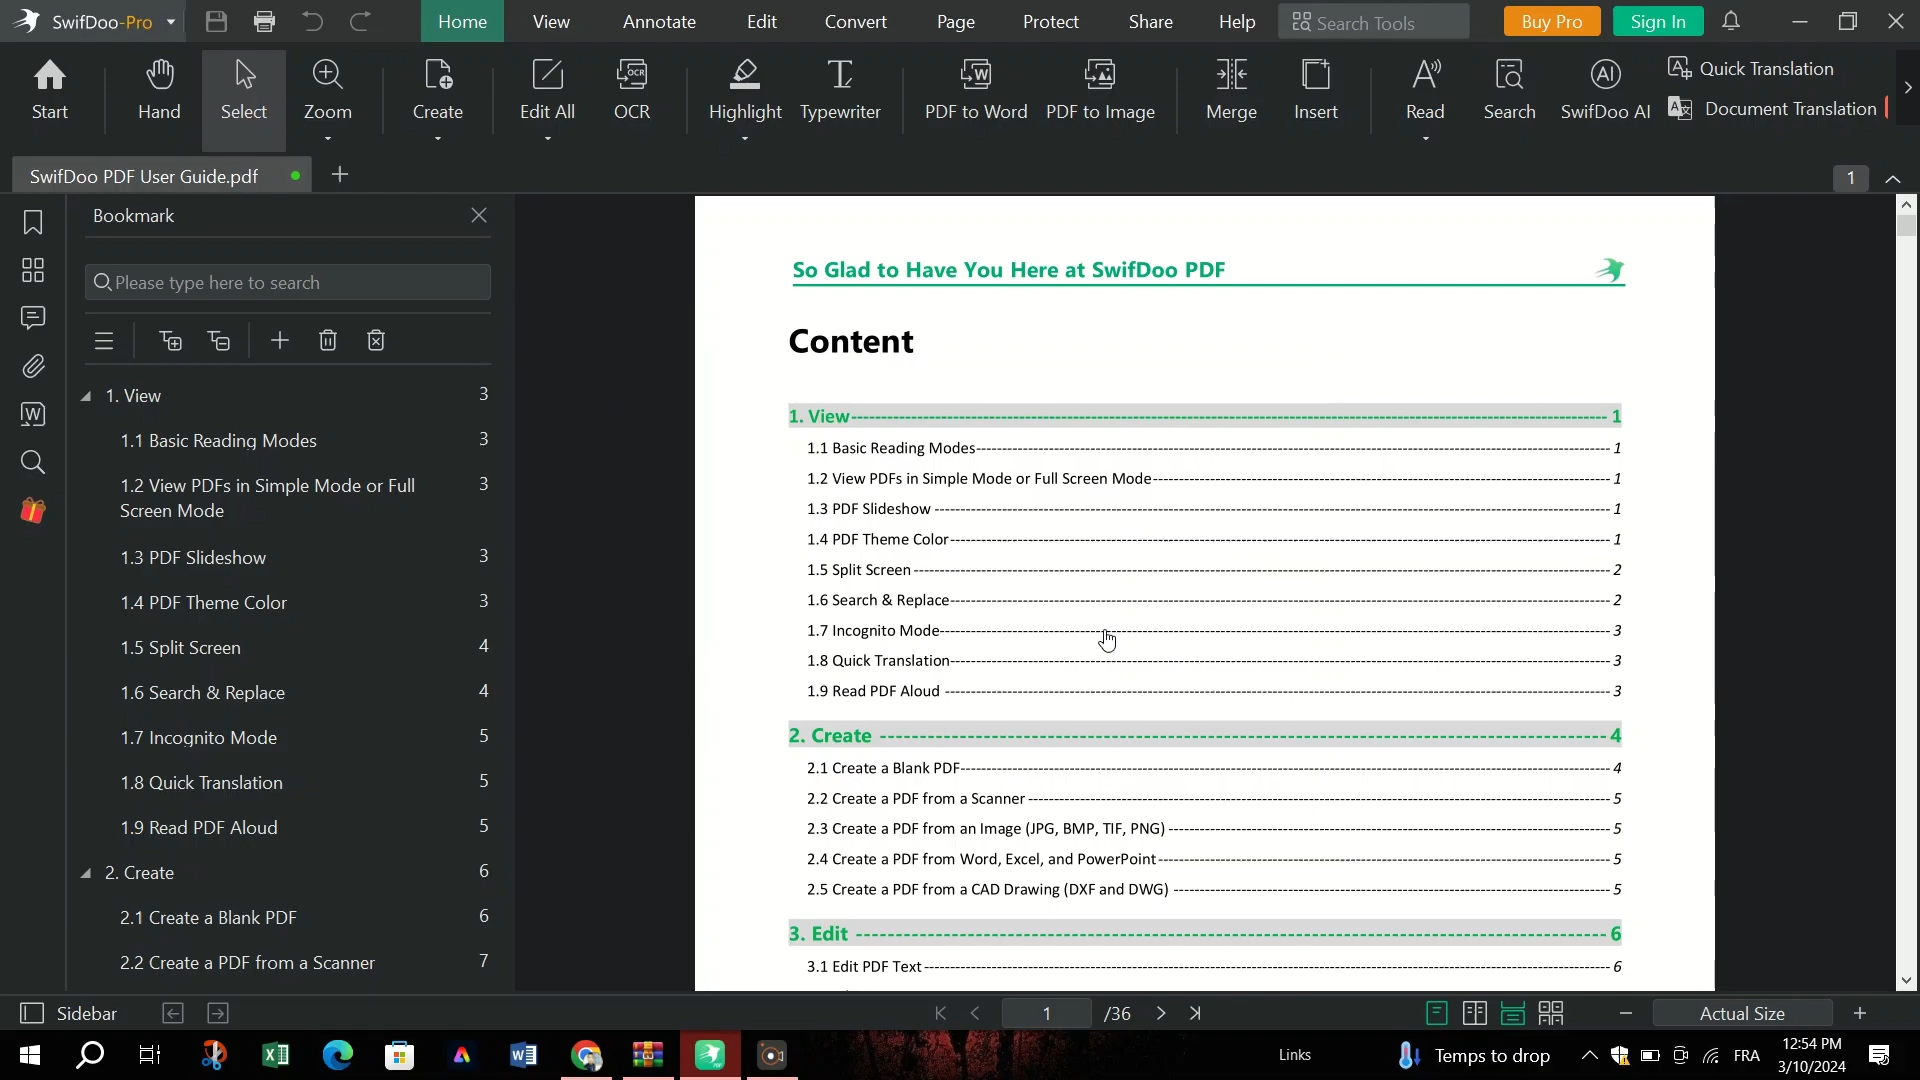 SwifDoo-Pro
Home View Annotate Edit Convert Page Protect Share Help Search Tools Buy Pro Sign In
Start Hand Select Zoom Create Edit All OCR Highlight Typewriter PDF to Word PDF to Image Merge Insert Read Search SwifDoo AI
Quick Translation
Document Translation
SwifDoo PDF User Guide.pdf
1
Bookmark
Please type here to search
1. View 3
1.1 Basic Reading Modes 3
1.2 View PDFs in Simple Mode or Full 3
Screen Mode
1.3 PDF Slideshow 3
1.4 PDF Theme Color 3
1.5 Split Screen 4
1.6 Search & Replace 4
1.7 Incognito Mode 5
1.8 Quick Translation 5
1.9 Read PDF Aloud 5
2. Create 6
2.1 Create a Blank PDF 6
2.2 Create a PDF from a Scanner 7
So Glad to Have You Here at SwifDoo PDF
Content
1. View 1
1.1 Basic Reading Modes 1
1.2 View PDFs in Simple Mode or Full Screen Mode 1
1.3 PDF Slideshow 1
1.4 PDF Theme Color 1
1.5 Split Screen 2
1.6 Search & Replace 2
1.7 Incognito Mode 3
1.8 Quick Translation 3
1.9 Read PDF Aloud 3
2. Create 4
2.1 Create a Blank PDF 4
2.2 Create a PDF from a Scanner 5
2.3 Create a PDF from an Image (JPG, BMP, TIF, PNG) 5
2.4 Create a PDF from Word, Excel, and PowerPoint 5
2.5 Create a PDF from a CAD Drawing (DXF and DWG) 5
3. Edit 6
3.1 Edit PDF Text 6
Sidebar 1 /36 Actual Size
Links Temps to drop FRA 12:54 PM
3/10/2024